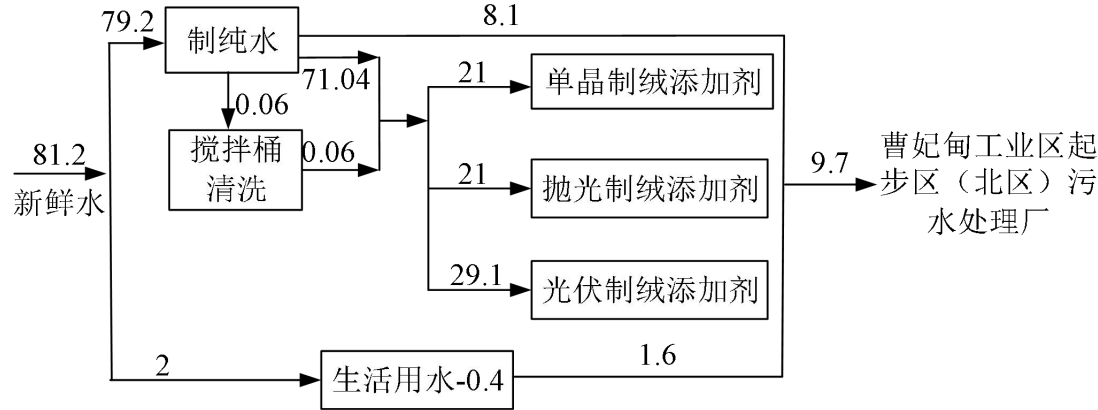 79.2
制纯水
8.1
71.04
0.06
搅拌桶
清洗
0.06
81.2
新鲜水
21
单晶制绒添加剂
21
抛光制绒添加剂
29.1
光伏制绒添加剂
9.7
曹妃甸工业区起
步区（北区）污
水处理厂
2
生活用水-0.4
1.6